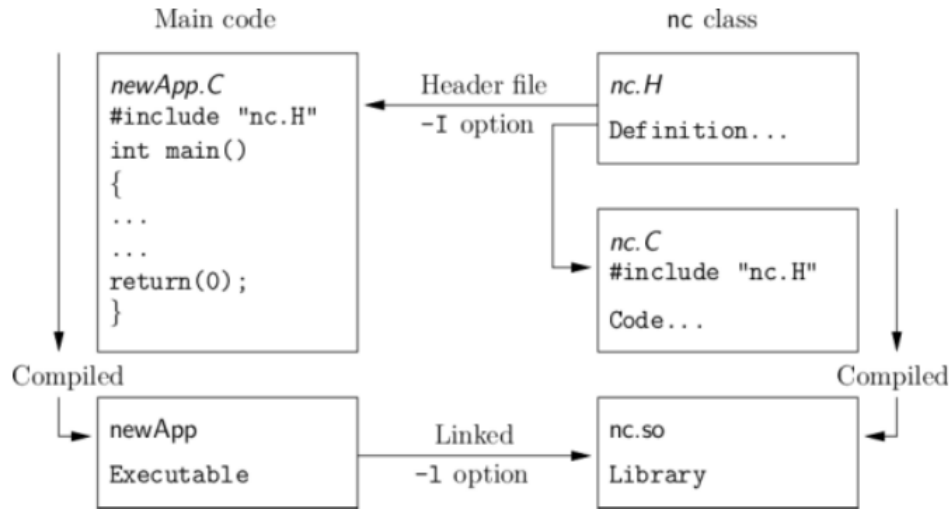 Main code
newApp.C
#include "nc.H"
int main()
{
...
...
return(0);
}
Compiled
newApp
Executable
Header file
-I option
Linked
-l option
nc class
nc.H
Definition...
nc.C
#include "nc.H"
Code...
Compiled
nc.so
Library